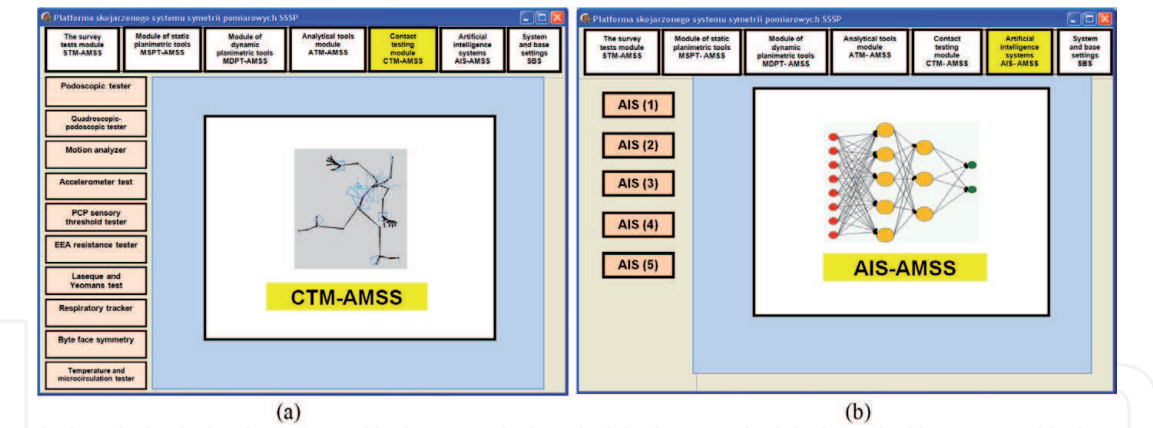 Platforma skojarzenego systemu symetrii pomiarowych SSSP
The survey
tests module
STM-AMSS
Module of static
planimetric tools
MSPT-AMSS
Module of
dynamic
planimetric tools
MDPT-AMSS
Analytical tools
module
ATM-AMSS
Contact
testing
module
CTM-AMSS
Artificial
intelligence
systems
AIS-AMSS
System
and base
settings
SBS
Podoscopic tester
Quadroscopic-
podoscopic tester
Motion analyzer
Accelerometer test
PCP sensory
threshold tester
EEA resistance tester
Laseque and
Yeomans test
Respiratory tracker
Byte face symmetry
Temperature and
microcirculation tester
CTM-AMSS
(a)
Platforma skojarzenego systemu symetrii pomiarowych SSSP
The survey
tests module
STM-AMSS
Module of static
planimetric tools
MSPT- AMSS
Module of
dynamic
planimetric tools
MDPT- AMSS
Analytical tools
module
ATM- AMSS
Contact
testing
module
CTM- AMSS
Artificial
intelligence
systems
AIS- AMSS
System
and base
settings
SBS
AIS (1)
AIS (2)
AIS (3)
AIS (4)
AIS (5)
AIS-AMSS
(b)